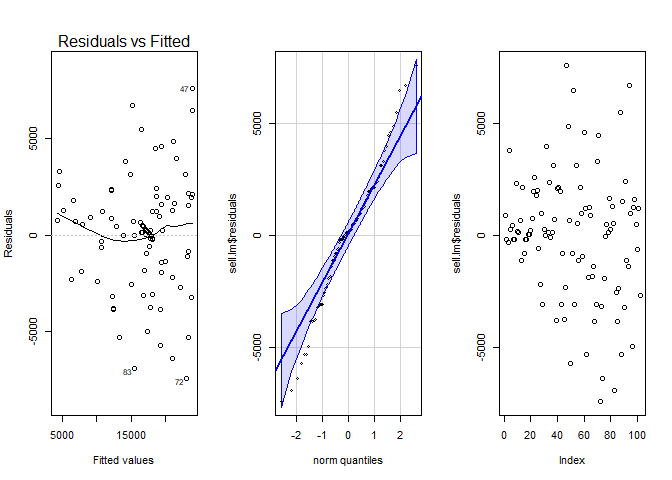 Residuals vs Fitted
Residuals
5000
0
-5000
47
83
72
5000 15000
Fitted values
sell.lm$residuals
5000
0
-5000
-2 -1 0 1 2
norm quantiles
sell.lm$residuals
5000
0
-5000
0 20 40 60 80 100
Index